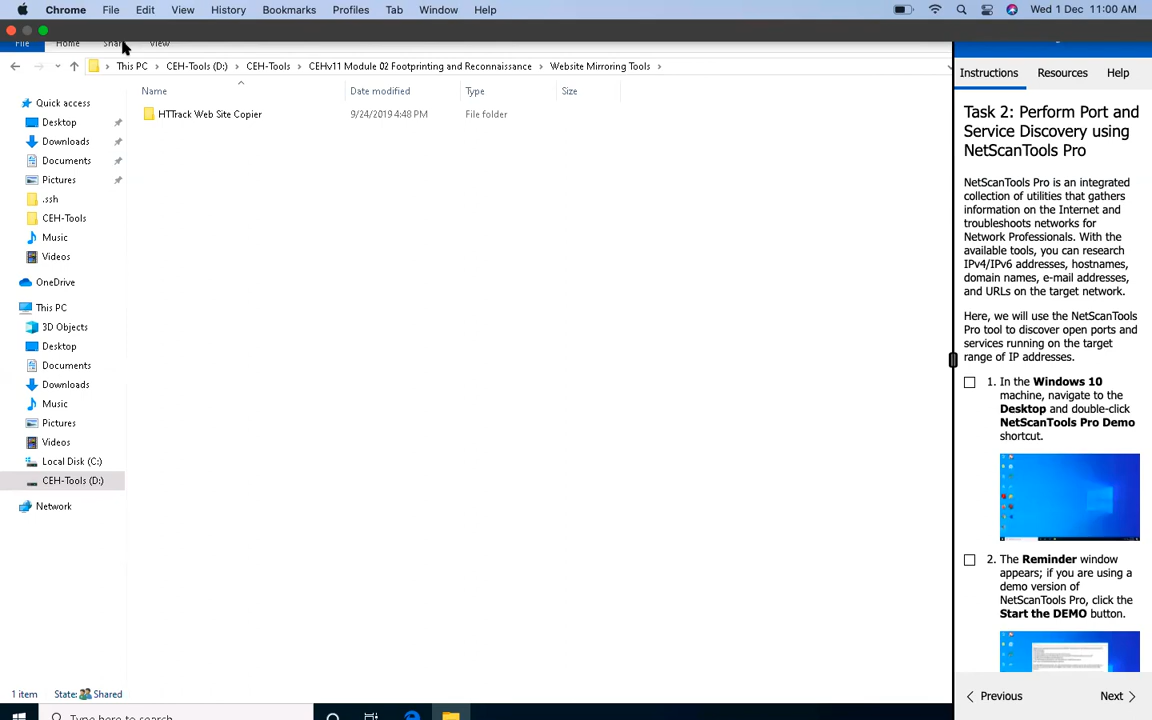 Chrome File Edit View History Bookmarks Profiles Tab Window Help Wed 1 Dec 11:00 AM
File Home Share View
This PC CEH-Tools (D:) CEH-Tools CEHv11 Module 02 Footprinting and Reconnaissance Website Mirroring Tools
Name Date modified Type Size
HTTrack Web Site Copier 9/24/2019 4:48 PM File folder
Quick access
Desktop
Downloads
Documents
Pictures
.ssh
CEH-Tools
Music
Videos
OneDrive
This PC
3D Objects
Desktop
Documents
Downloads
Music
Pictures
Videos
Local Disk (C:)
CEH-Tools (D:)
Network
1 item State: Shared
Type here to search
Instructions Resources Help
Task 2: Perform Port and
Service Discovery using
NetScanTools Pro
NetScanTools Pro is an integrated
collection of utilities that gathers
information on the Internet and
troubleshoots networks for
Network Professionals. With the
available tools, you can research
IPv4/IPv6 addresses, hostnames,
domain names, e-mail addresses,
and URLs on the target network.
Here, we will use the NetScanTools
Pro tool to discover open ports and
services running on the target
range of IP addresses.
1. In the Windows 10
machine, navigate to the
Desktop and double-click
NetScanTools Pro Demo
shortcut.
2. The Reminder window
appears; if you are using a
demo version of
NetScanTools Pro, click the
Start the DEMO button.
Previous Next